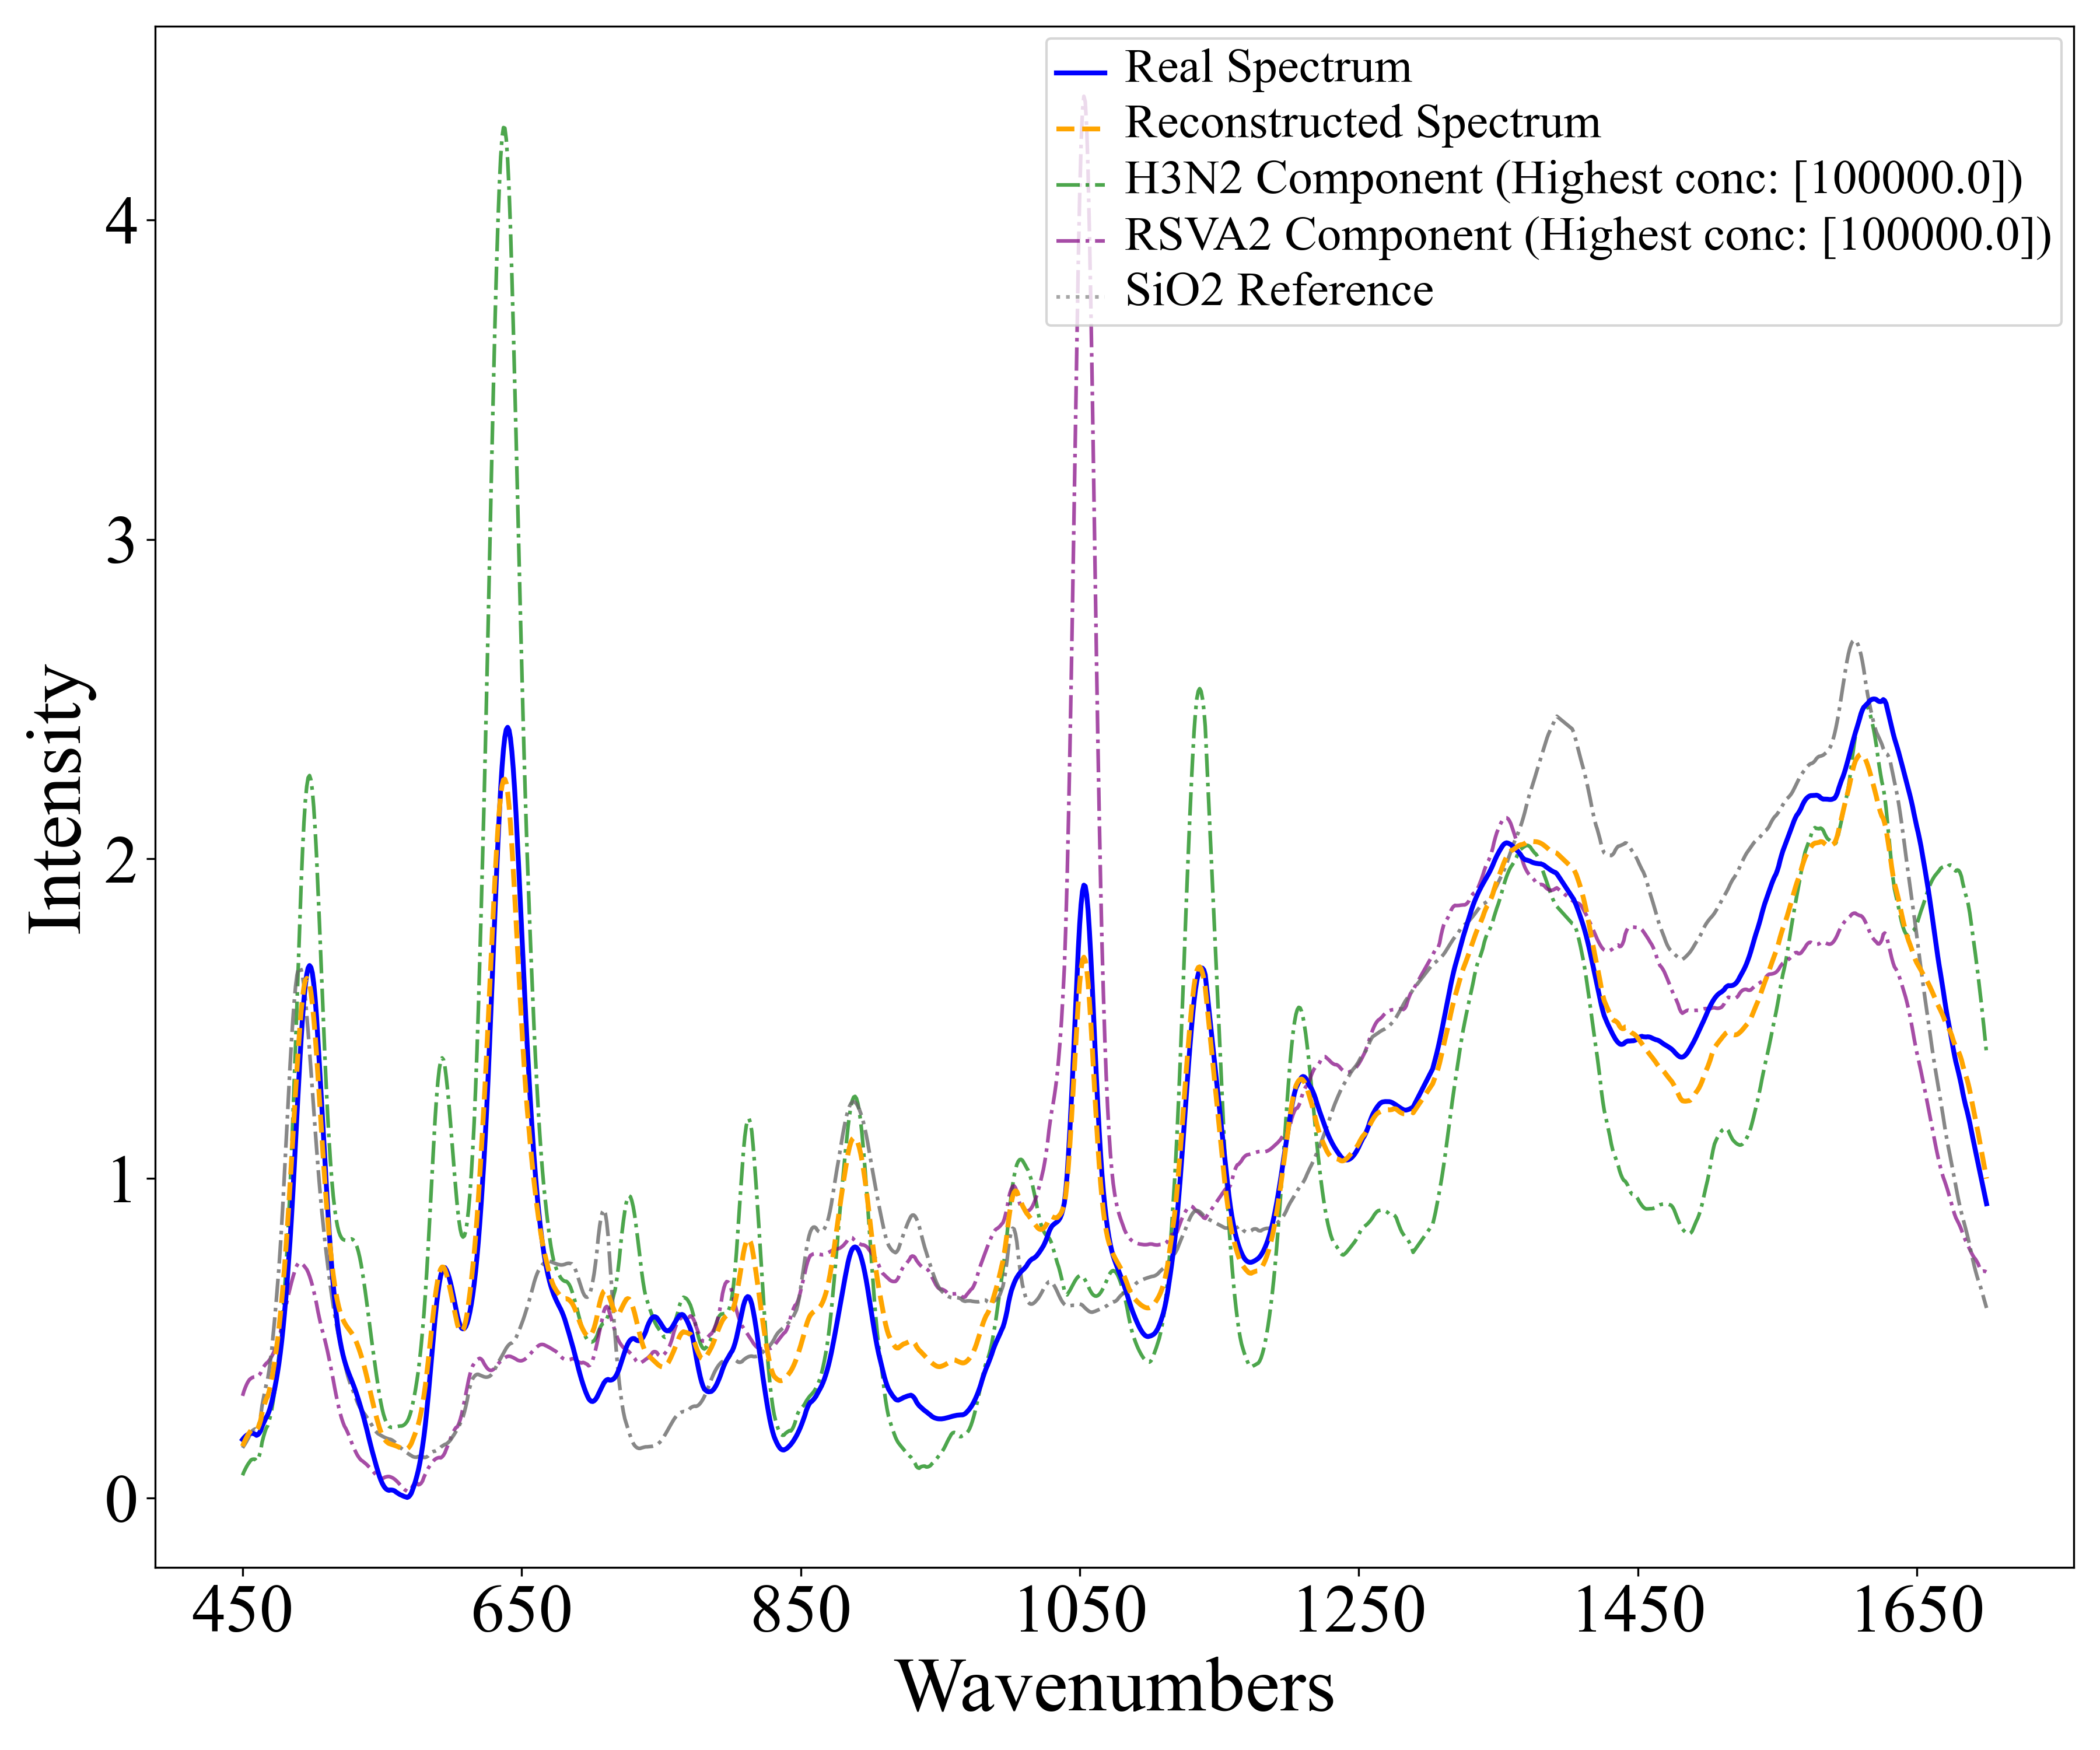 Real Spectrum
Reconstructed Spectrum
H3N2 Component (Highest conc: [100000.0])
RSVA2 Component (Highest conc: [100000.0])
SiO2 Reference
Intensity
4
3
2
1
0
450 650 850 1050 1250 1450 1650
Wavenumbers